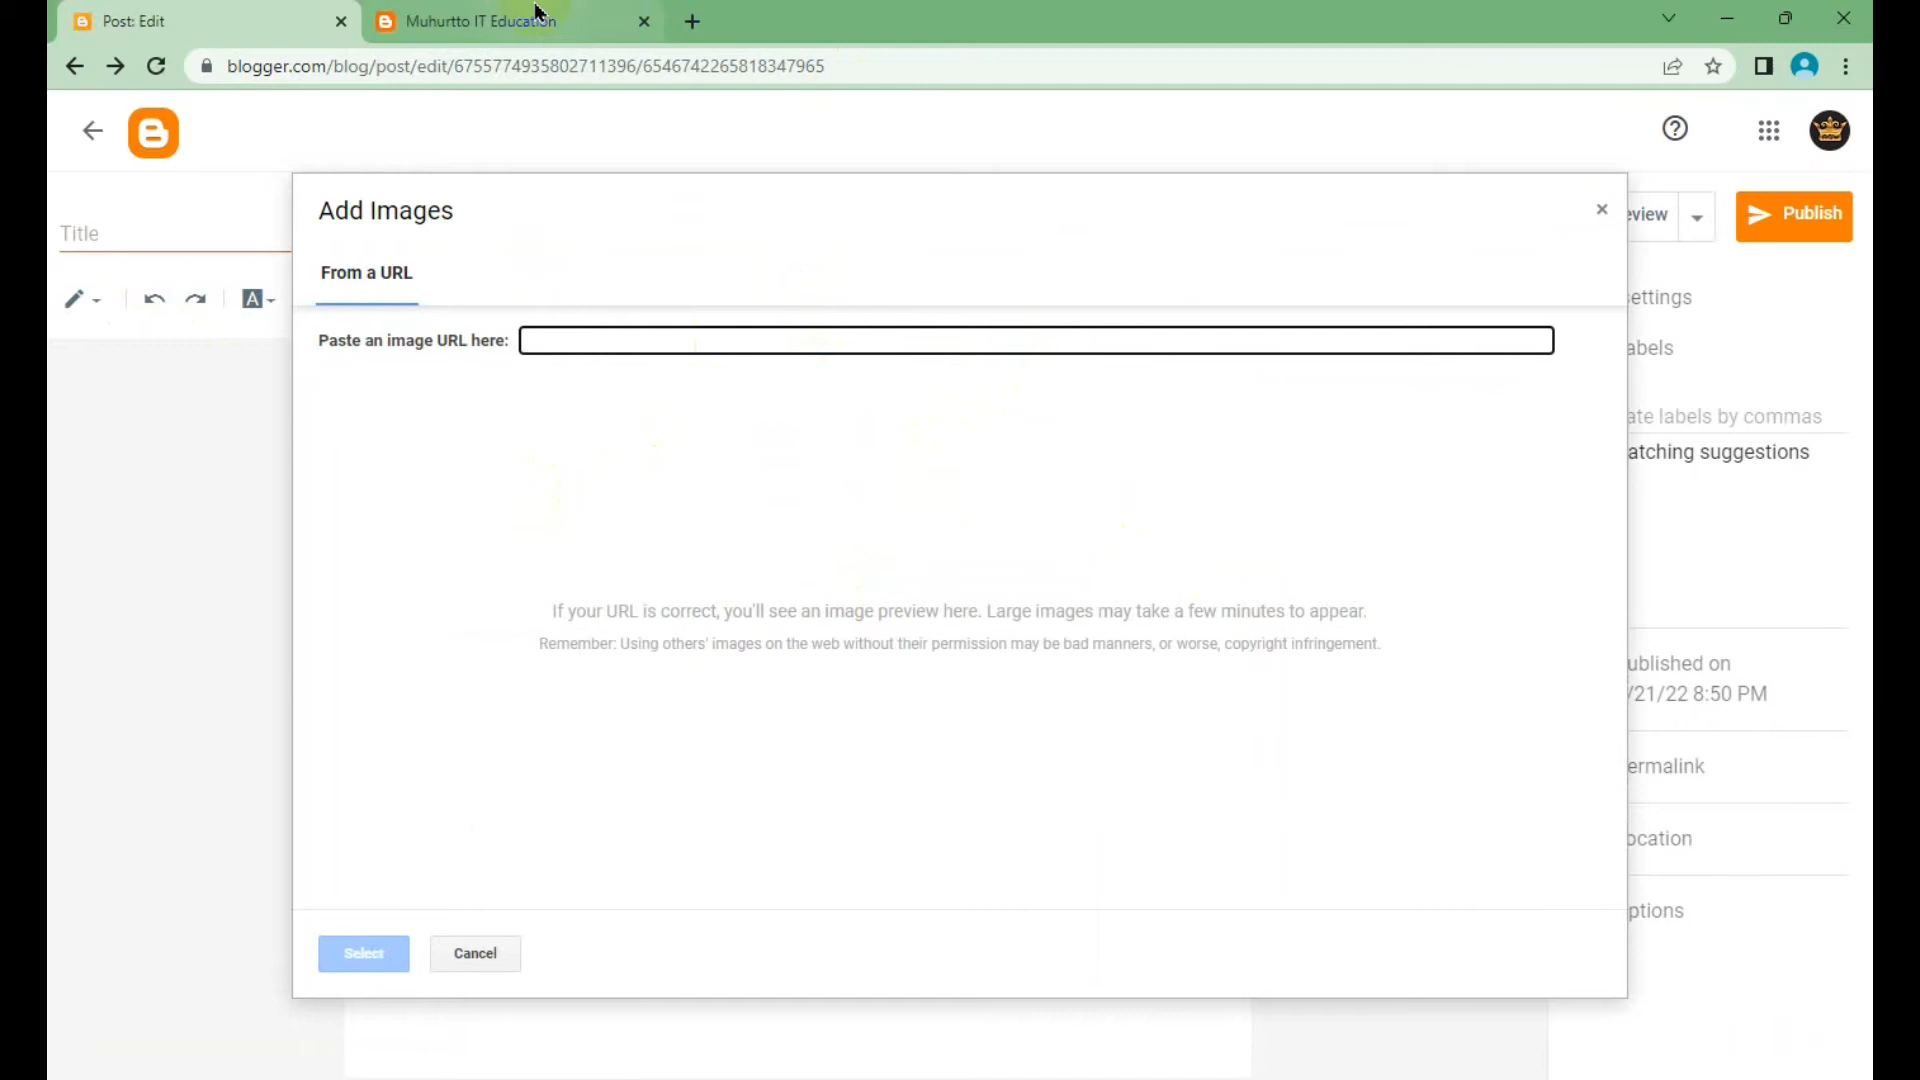 Post: Edit
Muhurtto IT Education
blogger.com/blog/post/edit/6755774935802711396/6546742265818347965
Add Images
eview
Publish
Title
From a URL
ettings
Paste an image URL here:
abels
ate labels by commas
atching suggestions
If your URL is correct, you'll see an image preview here. Large images may take a few minutes to appear.
Remember: Using others' images on the web without their permission may be bad manners, or worse, copyright infringement.
ublished on
/21/22 8:50 PM
ermalink
ocation
ptions
Select
Cancel